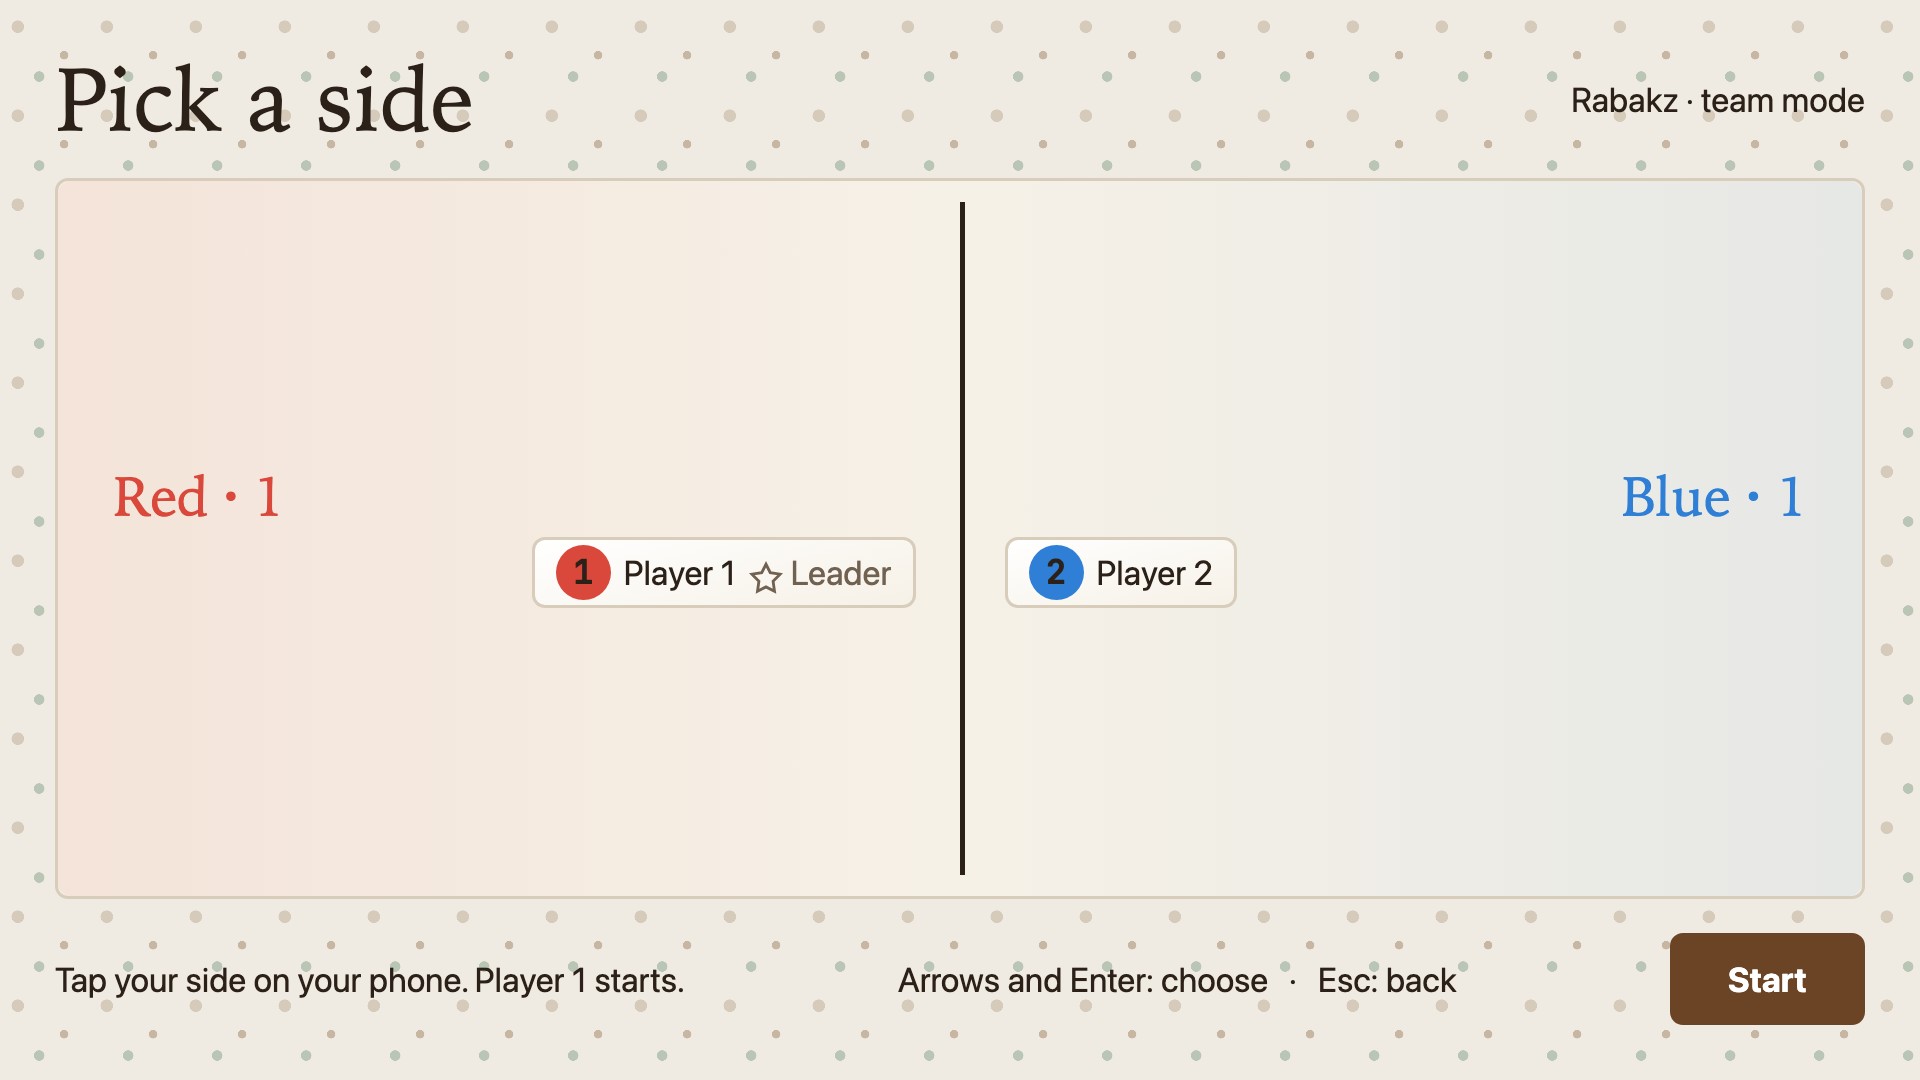 Pick a side
Rabakz · team mode
Red · 1
Blue · 1
1 Player 1 ☆ Leader
2 Player 2
Tap your side on your phone. Player 1 starts.
Arrows and Enter: choose · Esc: back
Start